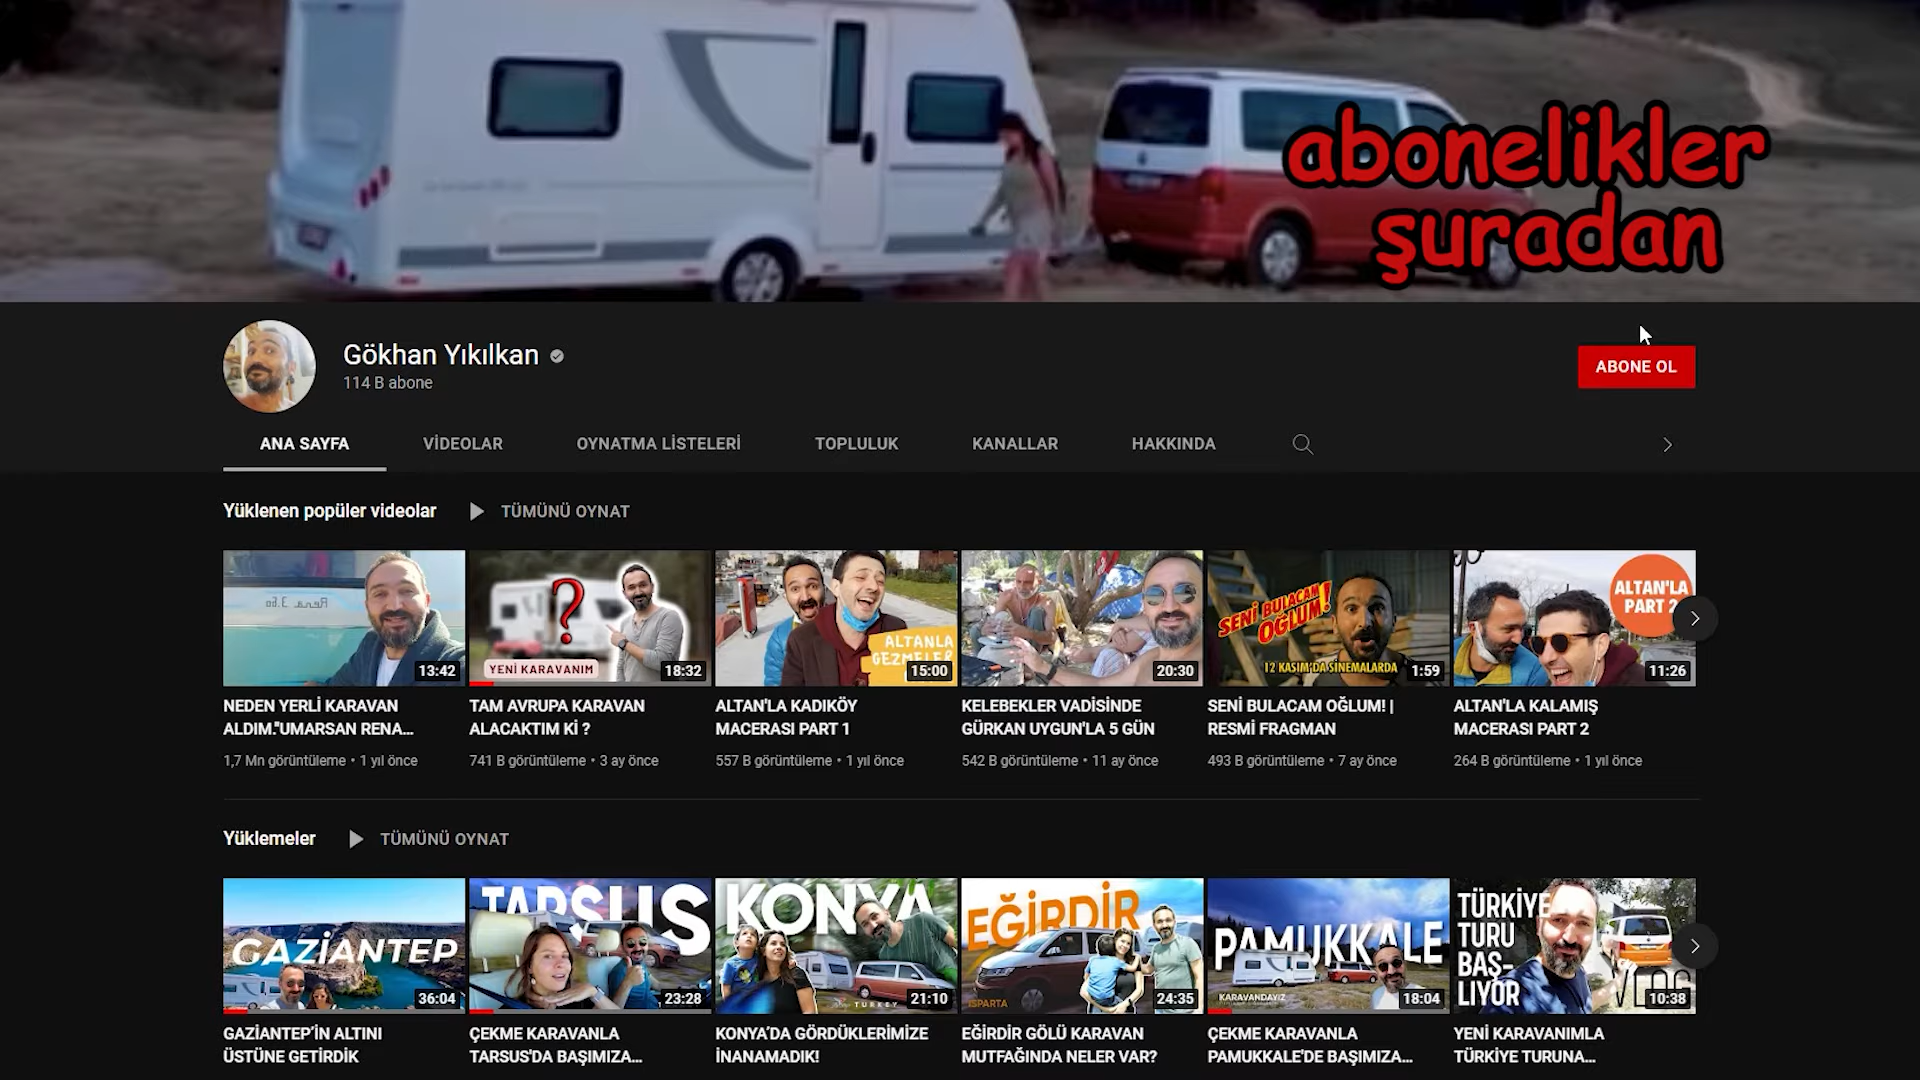 abonelikler
şuradan
Gökhan Yıkılkan
114 B abone
ABONE OL
ANA SAYFA
VİDEOLAR
OYNATMA LİSTELERİ
TOPLULUK
KANALLAR
HAKKINDA
Yüklenen popüler videolar
TÜMÜNÜ OYNAT
13:42
YENİ KARAVANIM
?
18:32
ALTANLA
GEZMELER
15:00
20:30
SENİ BULACAM
OĞLUM!
12 KASIM'DA SİNEMALARDA
1:59
ALTAN'LA
PART 2
11:26
NEDEN YERLİ KARAVAN
ALDIM."UMARSAN RENA...
1,7 Mn görüntüleme • 1 yıl önce
TAM AVRUPA KARAVAN
ALACAKTIM Kİ ?
741 B görüntüleme • 3 ay önce
ALTAN'LA KADIKÖY
MACERASI PART 1
557 B görüntüleme • 1 yıl önce
KELEBEKLER VADİSİNDE
GÜRKAN UYGUN'LA 5 GÜN
542 B görüntüleme • 11 ay önce
SENİ BULACAM OĞLUM! |
RESMİ FRAGMAN
493 B görüntüleme • 7 ay önce
ALTAN'LA KALAMIŞ
MACERASI PART 2
264 B görüntüleme • 1 yıl önce
Yüklemeler
TÜMÜNÜ OYNAT
GAZİANTEP
36:04
TARSUS
23:28
KONYA
TURKEY
21:10
EĞİRDİR
ISPARTA
24:35
PAMUKKALE
KARAVANDAYIZ
18:04
TÜRKİYE
TURU
BAŞ-
LIYOR
VLOG
10:38
GAZİANTEP'İN ALTINI
ÜSTÜNE GETİRDİK
ÇEKME KARAVANLA
TARSUS'DA BAŞIMIZA...
KONYA'DA GÖRDÜKLERİMİZE
İNANAMADIK!
EĞİRDİR GÖLÜ KARAVAN
MUTFAĞINDA NELER VAR?
ÇEKME KARAVANLA
PAMUKKALE'DE BAŞIMIZA...
YENİ KARAVANIMLA
TÜRKİYE TURUNA...